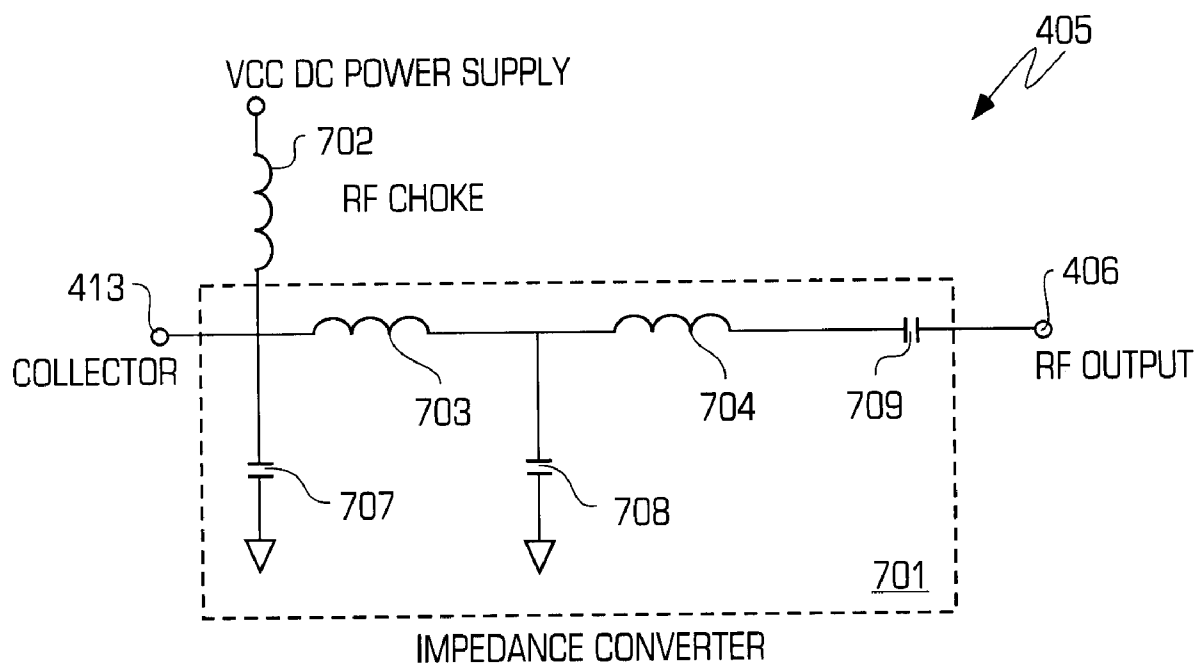 405
VCC DC POWER SUPPLY
702
RF CHOKE
413
406
COLLECTOR
703
704
709
RF OUTPUT
707
708
701
IMPEDANCE CONVERTER